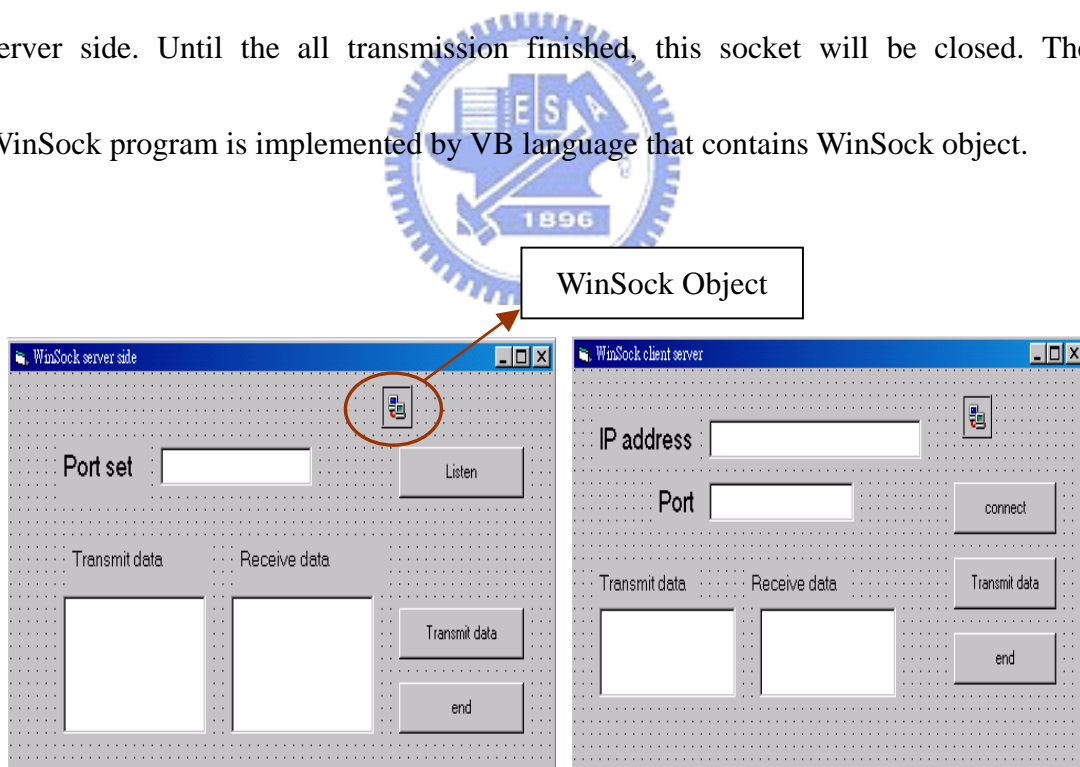 erver side. Until the all transmission finished, this socket will be closed. The
WinSock program is implemented by VB language that contains WinSock object.
ESA
1896
WinSock Object
WinSock server side
Port set
Listen
Transmit data
Receive data
Transmit data
end
WinSock client server
IP address
Port
connect
Transmit data
Receive data
Transmit data
end